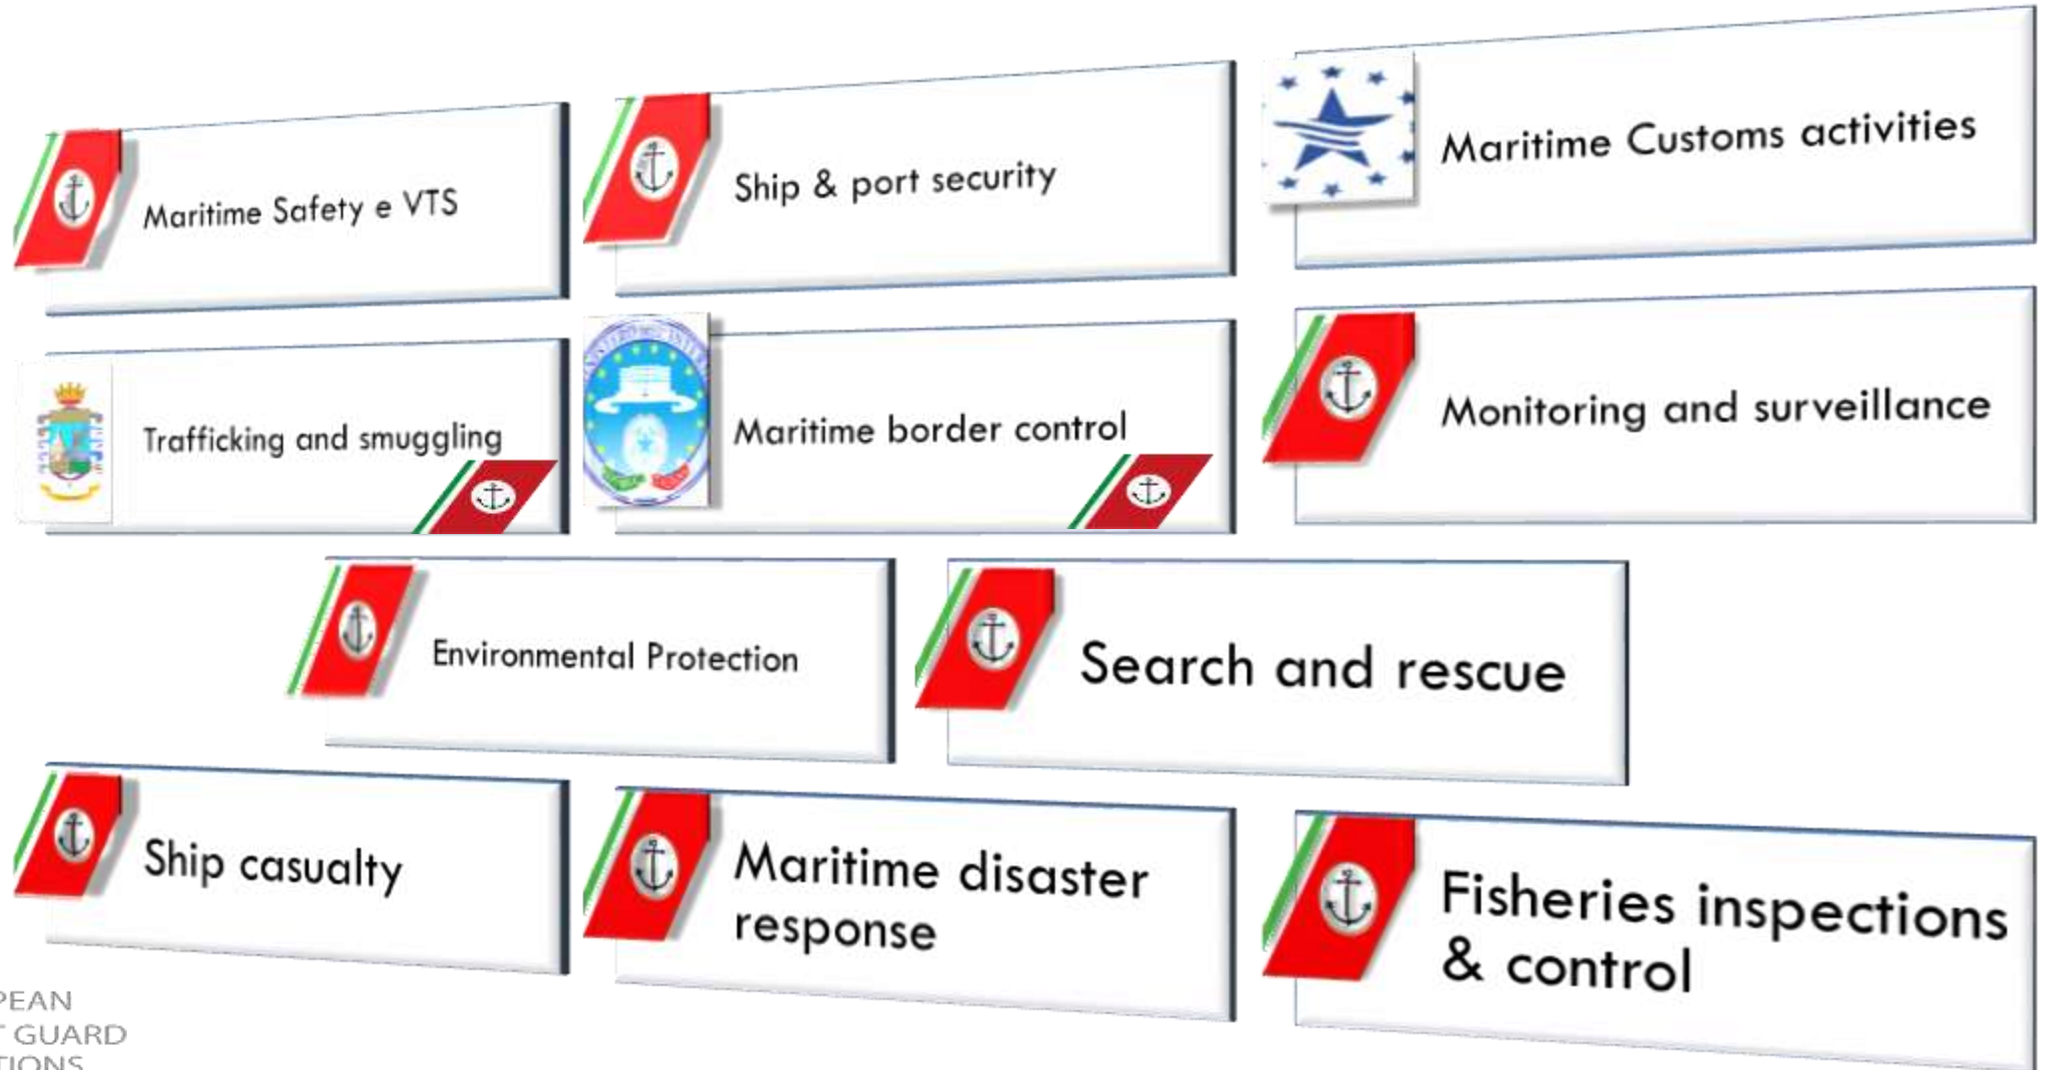 Maritime Safety e VTS
Ship & port security
Maritime Customs activities
Trafficking and smuggling
Maritime border control
Monitoring and surveillance
Environmental Protection
Search and rescue
Ship casualty
Maritime disaster
response
Fisheries inspections
& control
PEAN
GUARD
TIONS